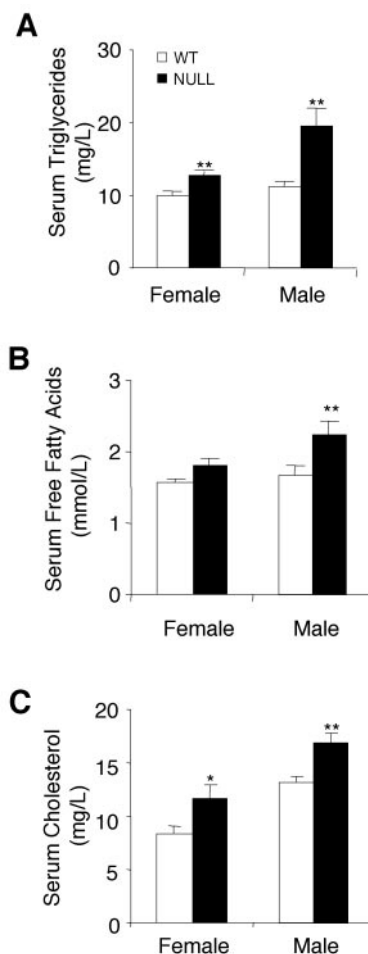 A
Serum Triglycerides
(mg/L)
30
20
10
0
WT
NULL
**
**
Female Male
B
Serum Free Fatty Acids
(mmol/L)
3
2
1
0
**
Female Male
C
Serum Cholesterol
(mg/L)
20
15
10
5
0
*
**
Female Male